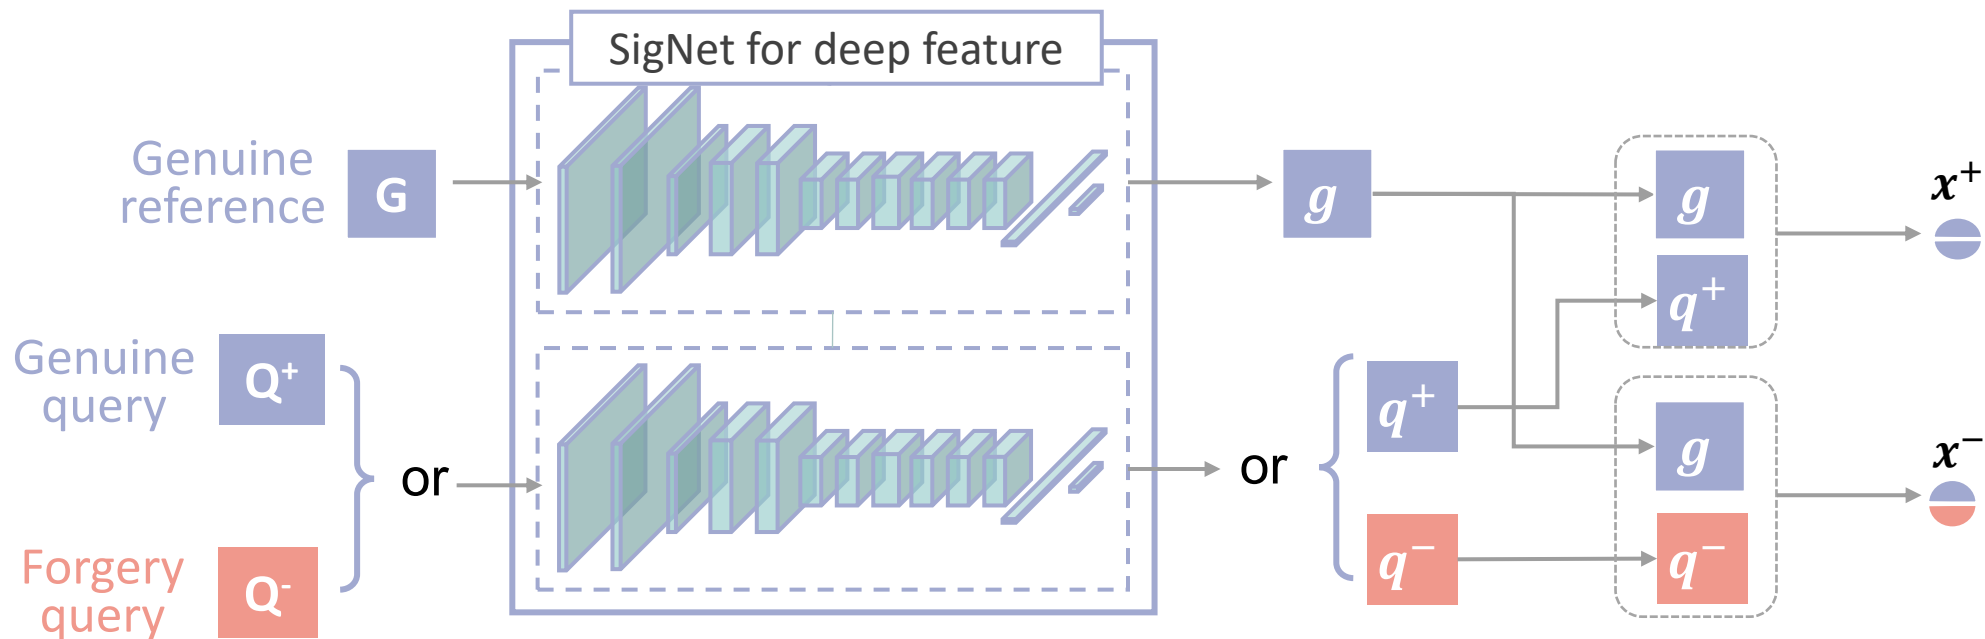 SigNet for deep feature
Genuine
reference
G
g
g
x⁺
q⁺
Genuine
query
Q⁺
or
or
q⁺
g
x⁻
Forgery
query
Q⁻
q⁻
q⁻